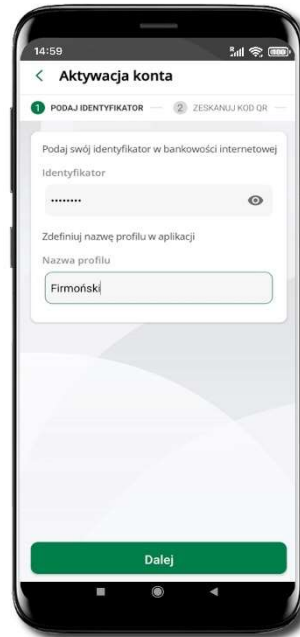 14:59
Aktywacja konta
1 PODAJ IDENTYFIKATOR 2 ZESKANUJ KOD QR
Podaj swój identyfikator w bankowości internetowej
Identyfikator
••••••••
Zdefiniuj nazwę profilu w aplikacji
Nazwa profilu
Firmoński
Dalej